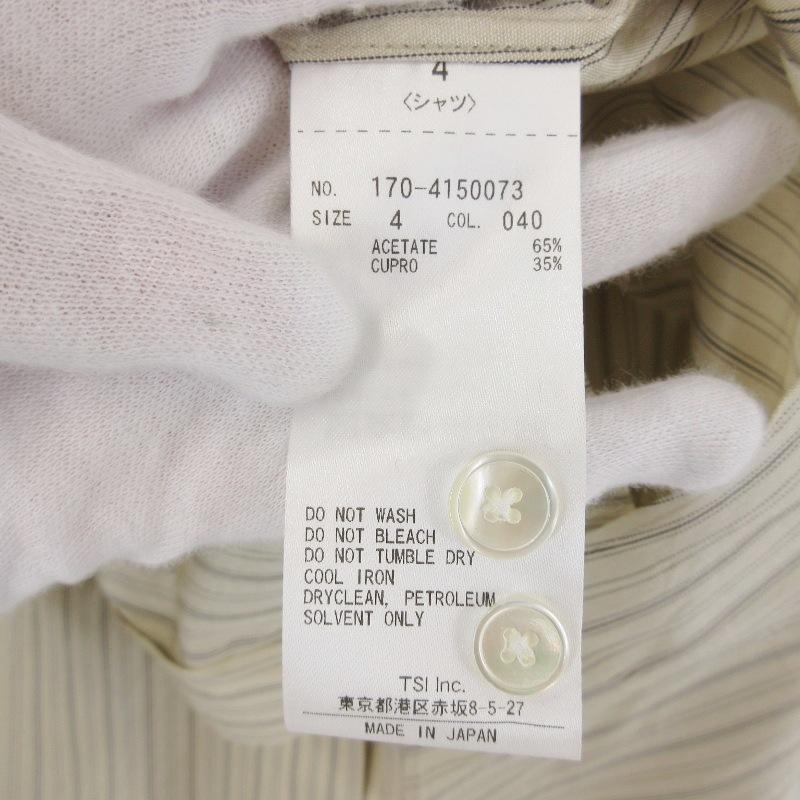 4
〈シャツ〉
NO. 170-4150073
SIZE 4 COL. 040
ACETATE 65%
CUPRO 35%
DO NOT WASH
DO NOT BLEACH
DO NOT TUMBLE DRY
COOL IRON
DRYCLEAN, PETROLEUM
SOLVENT ONLY
TSI Inc.
東京都港区赤坂8-5-27
MADE IN JAPAN